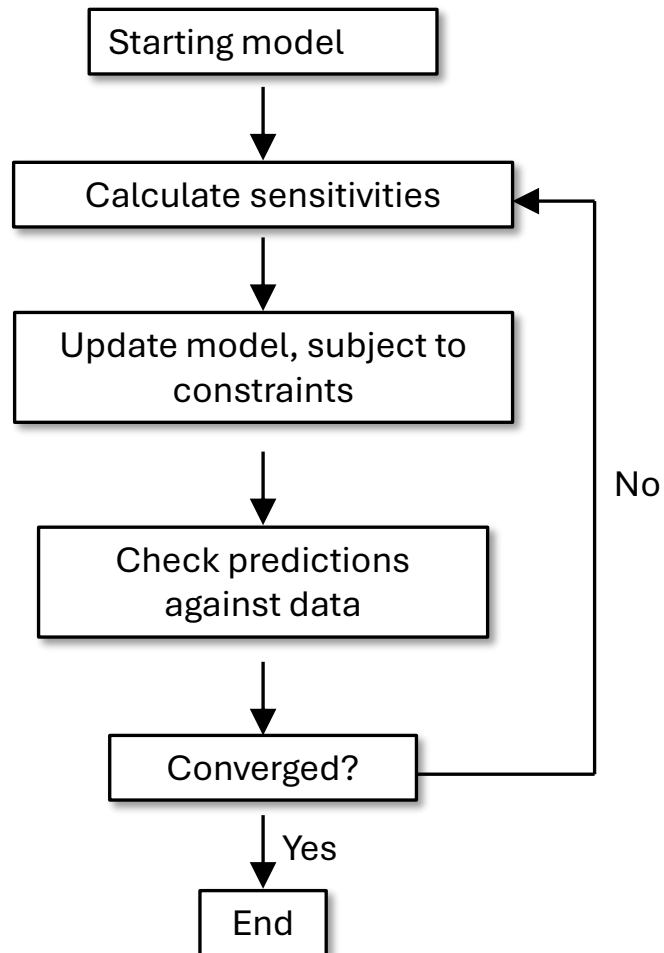 Starting model
Calculate sensitivities
Update model, subject to
constraints
No
Check predictions
against data
Converged?
Yes
End